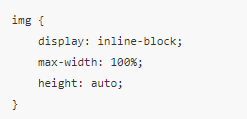 img {
    display: inline-block;
    max-width: 100%;
    height: auto;
}